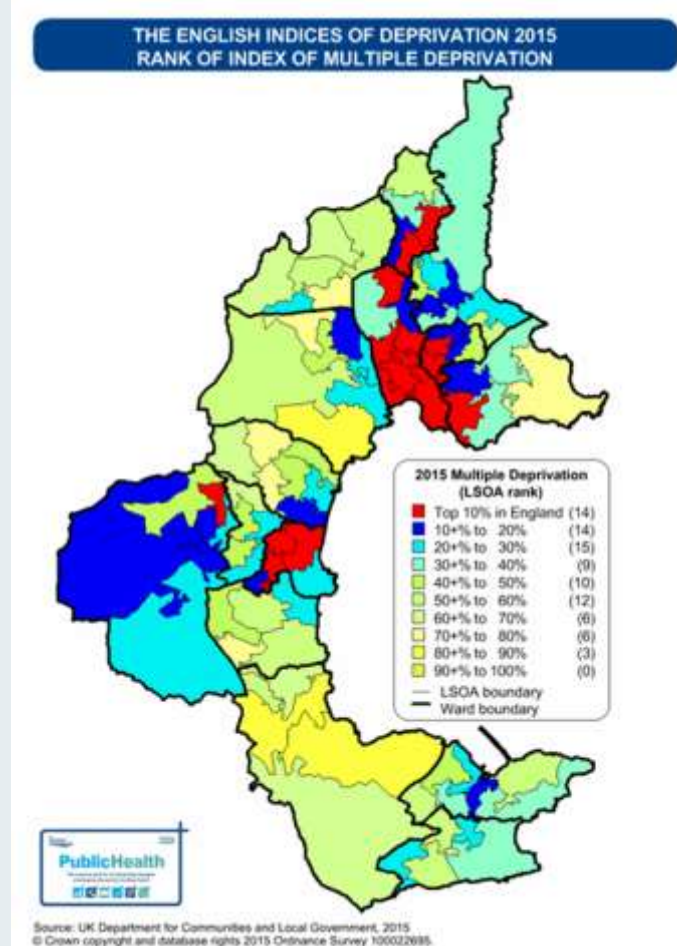 THE ENGLISH INDICES OF DEPRIVATION 2015
RANK OF INDEX OF MULTIPLE DEPRIVATION
2015 Multiple Deprivation
(LSOA rank)
Top 10% in England (14)
10+% to 20% (14)
20+% to 30% (15)
30+% to 40% (9)
40+% to 50% (10)
50+% to 60% (12)
60+% to 70% (6)
70+% to 80% (6)
80+% to 90% (3)
90+% to 100% (0)
LSOA boundary
Ward boundary
PublicHealth
Source: UK Department for Communities and Local Government, 2015
© Crown copyright and database rights 2015 Ordnance Survey 100022695.